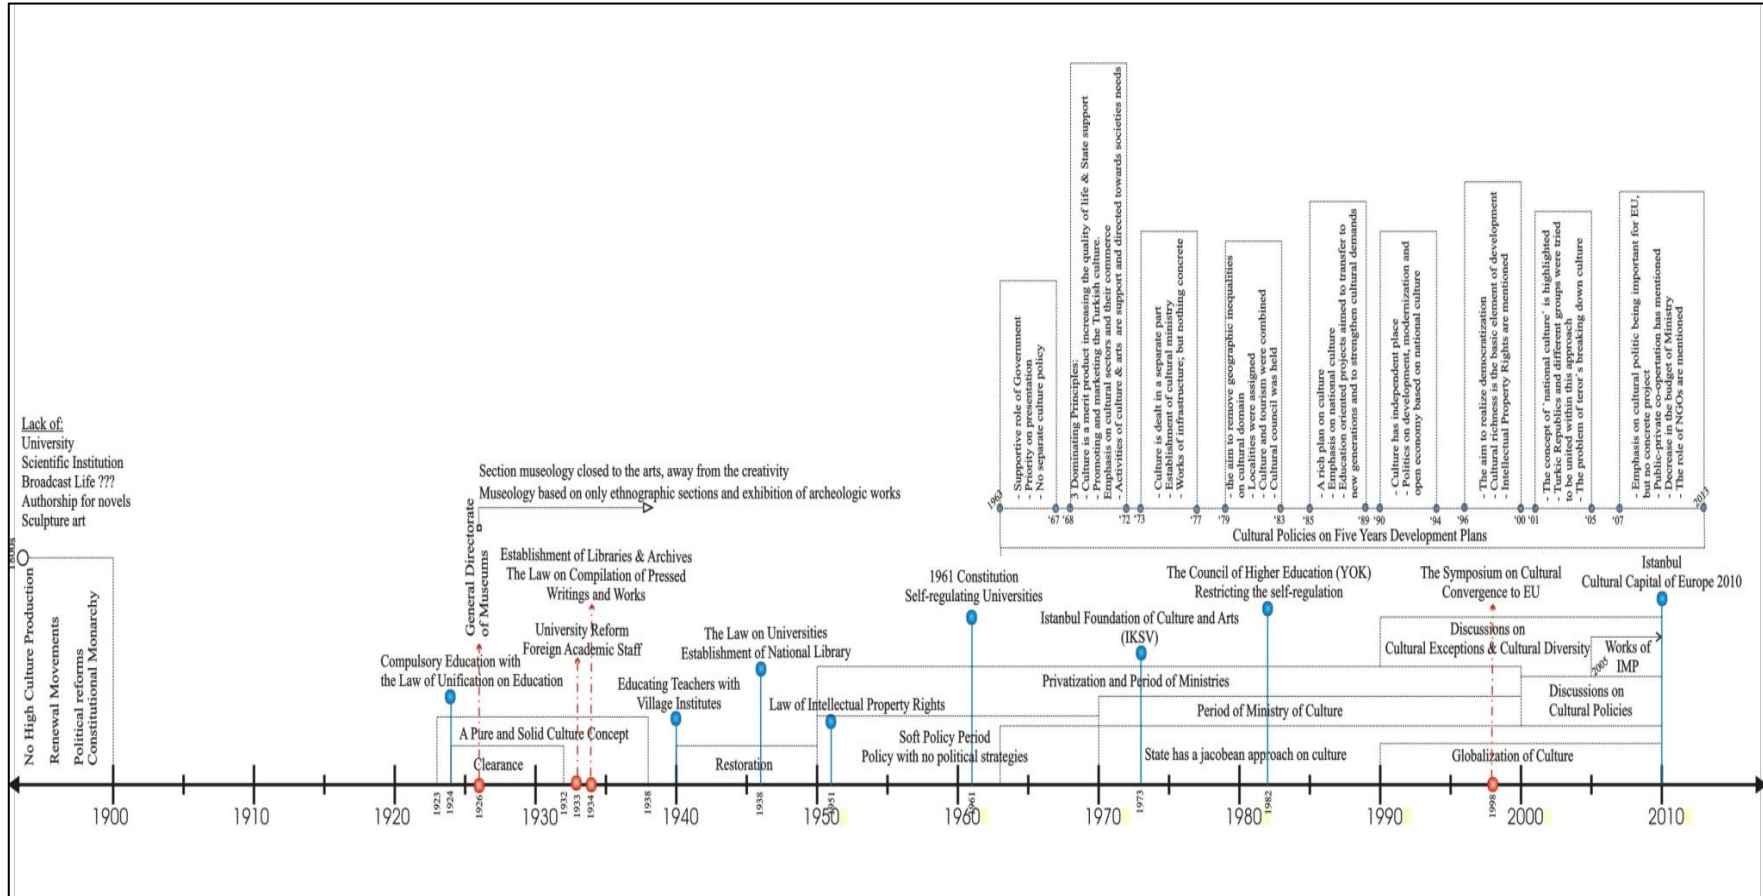 Lack of:
University
Scientific Institution
Broadcast Life ???
Authorship for novels
Sculpture art
1800s
No High Culture Production
Renewal Movements
Political reforms
Constitutional Monarchy
Section museology closed to the arts, away from the creativity
Museology based on only ethnographic sections and exhibition of archeologic works
General Directorate
of Museums
Establishment of Libraries & Archives
The Law on Compilation of Pressed
Writings and Works
University Reform
Foreign Academic Staff
Compulsory Education with
the Law of Unification on Education
A Pure and Solid Culture Concept
Clearance
Educating Teachers with
Village Institutes
The Law on Universities
Establishment of National Library
Restoration
Law of Intellectual Property Rights
Soft Policy Period
Policy with no political strategies
1961 Constitution
Self-regulating Universities
Istanbul Foundation of Culture and Arts
(IKSV)
The Council of Higher Education (YOK)
Restricting the self-regulation
Privatization and Period of Ministries
Period of Ministry of Culture
State has a jacobean approach on culture
The Symposium on Cultural
Convergence to EU
Discussions on
Cultural Exceptions & Cultural Diversity
2005
Works of
IMP
Discussions on
Cultural Policies
Globalization of Culture
Istanbul
Cultural Capital of Europe 2010
- Supportive role of Government
- Priority on presentation
- No separate culture policy
3 Dominating Principles:
- Culture is a merit product increasing the quality of life & State support
- Promoting and marketing the Turkish culture.
Emphasis on cultural sectors and their commerce
- Activities of culture & arts are support and directed towards societies needs
- Culture is dealt in a separate part
- Establishment of cultural ministry
- Works of infrastructure; but nothing concrete
- the aim to remove geographic inequalities
on cultural domain
- Localities were assigned
- Culture and tourism were combined
- Cultural council was held
- A rich plan on culture
- Emphasis on national culture
- Education oriented projects aimed to transfer to
new generations and to strengthen cultural demands
- Culture has independent place
- Politics on development, modernization and
open economy based on national culture
- The aim to realize democratization
- Cultural richness is the basic element of development
- Intellectual Property Rights are mentioned
- The concept of `national culture` is highlighted
- Turkic Republics and different groups were tried
to be united within this approach
- The problem of terror`s breaking down culture
- Emphasis on cultural politic being important for EU,
but no concrete project
- Public-private co-opertation has mentioned
- Decrease in the budget of Ministry
- The role of NGOs are mentioned
1963 '67 '68 '72 '73 '77 '79 '83 '85 '89 '90 '94 '96 '00 '01 '05 '07 2013
Cultural Policies on Five Years Development Plans
1923 1924 1926 1932 1933 1934 1938 1938 1951 1961 1973 1982 1998
1900 1910 1920 1930 1940 1950 1960 1970 1980 1990 2000 2010